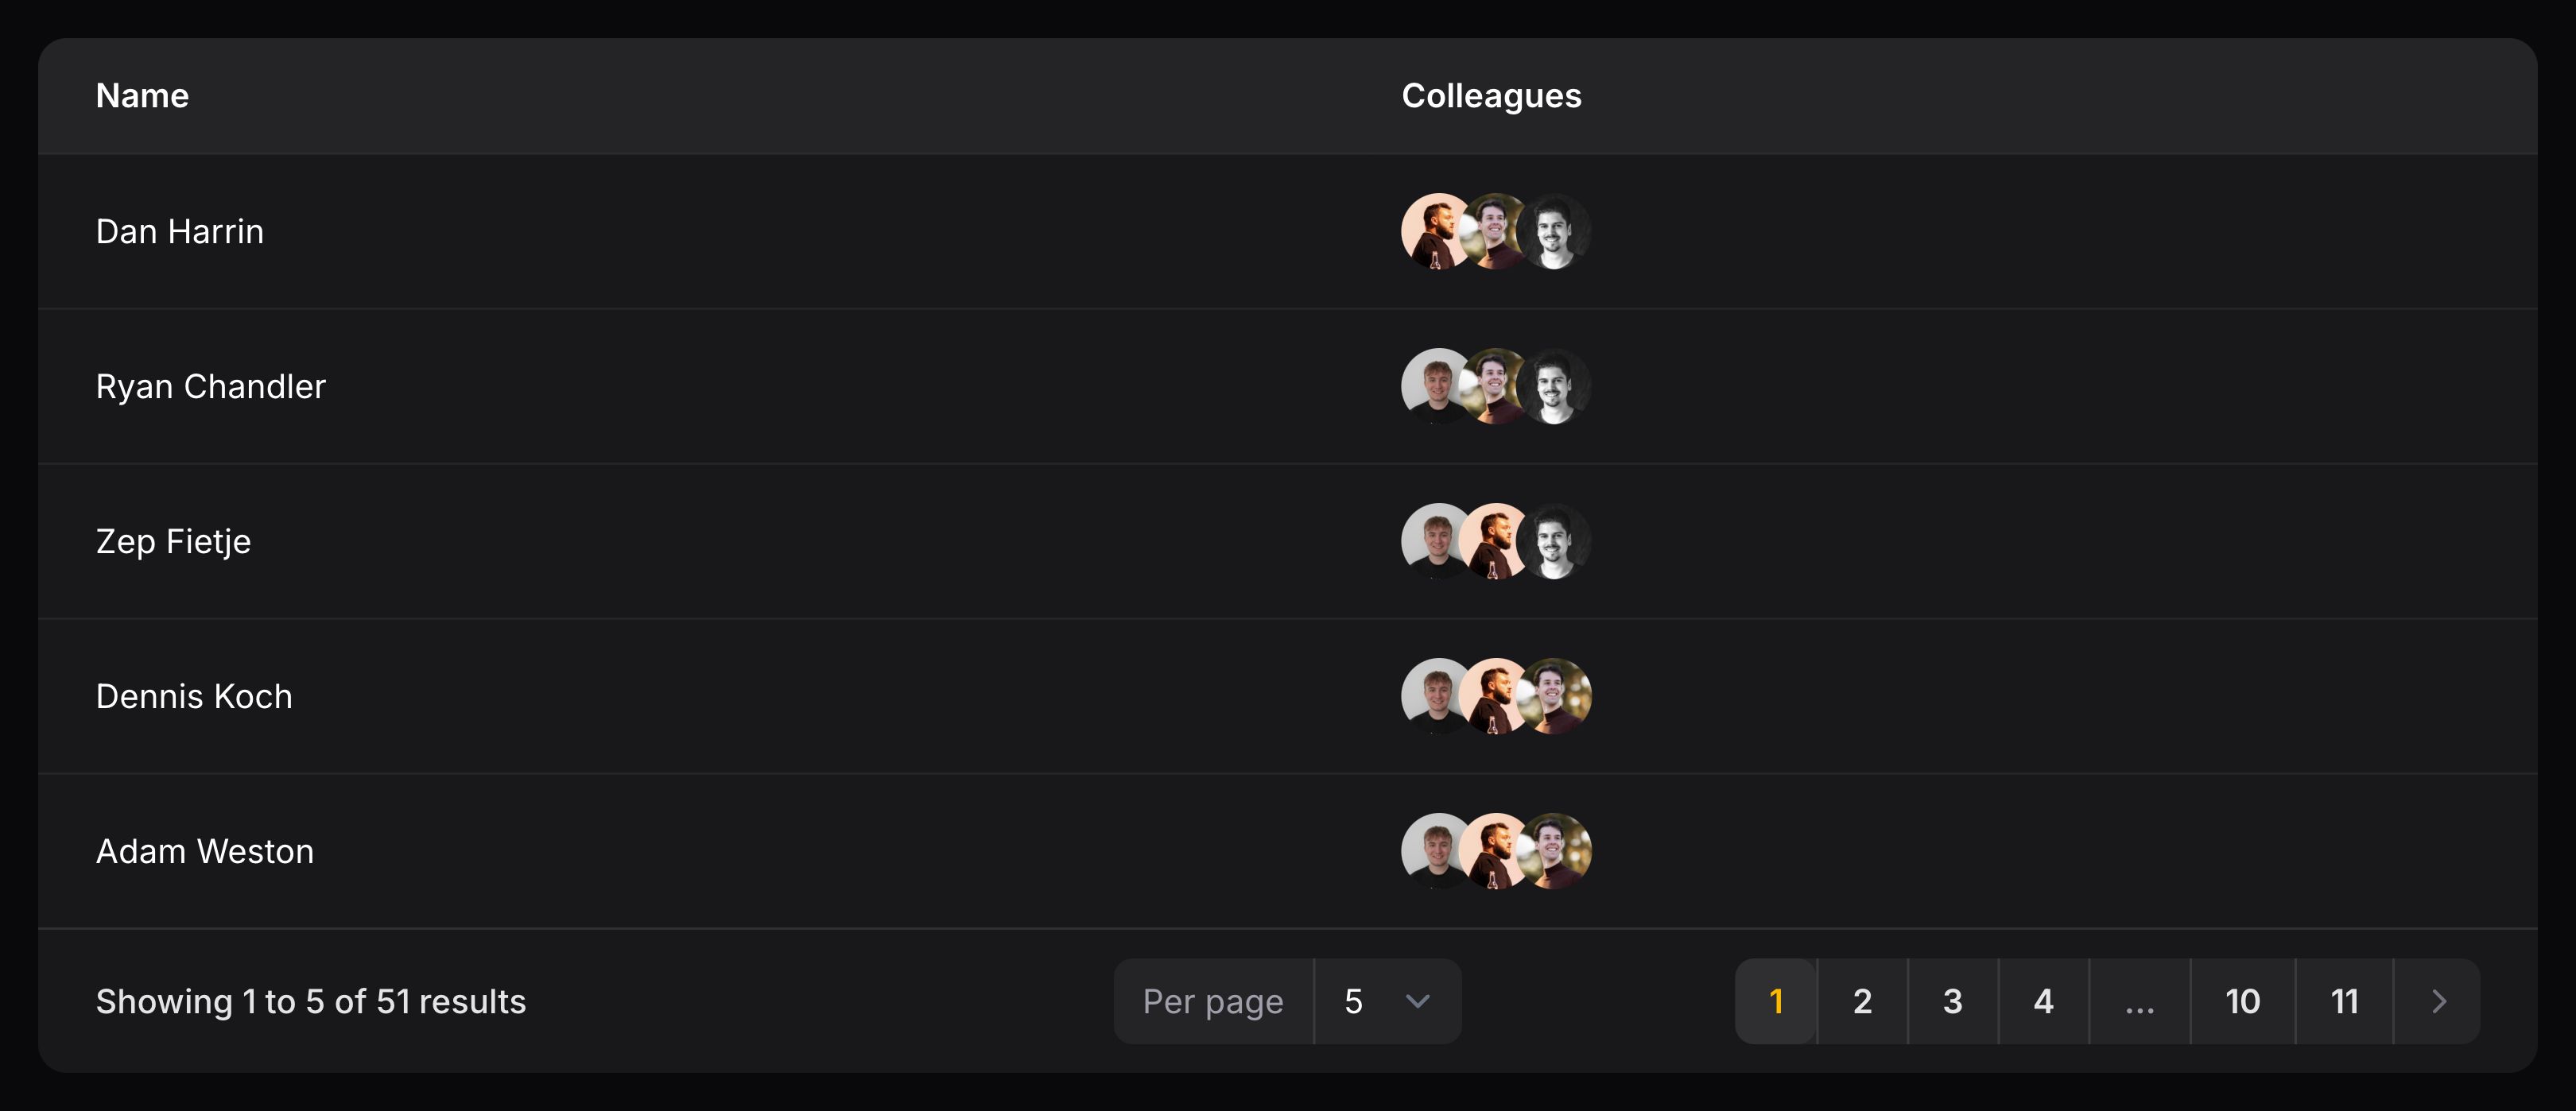 Name Colleagues
Dan Harrin
Ryan Chandler
Zep Fietje
Dennis Koch
Adam Weston
Showing 1 to 5 of 51 results Per page 5 1 2 3 4 ... 10 11